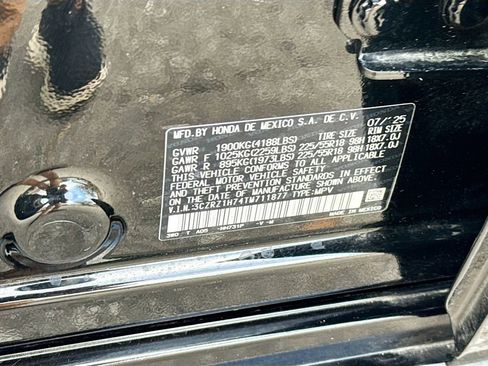 MFD.BY HONDA DE MEXICO S.A. DE C.V. 07/'25
TIRE SIZE RIM SIZE
GVWR 1900KG(4188LBS)
GAWR F 1025KG(2259LBS) 225/55R18 98H 18X7.0J
GAWR R 895KG(1973LBS) 225/55R18 98H 18X7.0J
THIS VEHICLE CONFORMS TO ALL APPLICABLE
FEDERAL MOTOR VEHICLE SAFETY, BUMPER,
AND THEFT PREVENTION STANDARDS IN EFFECT
ON THE DATE OF MANUFACTURE SHOWN ABOVE.
V.I.N.:3CZRZ1H74TM711877 TYPE:MPV
MADE IN MEXICO
-NH731P -V -M